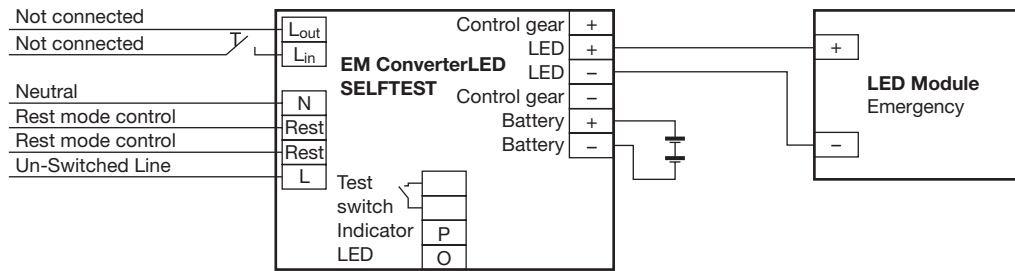 Not connected
Not connected
Neutral
Rest mode control
Rest mode control
Un-Switched Line
Lout
Lin
N
Rest
Rest
L
EM ConverterLED
SELFTEST
Test
switch
Indicator P
LED O
Control gear +
LED +
LED –
Control gear –
Battery +
Battery –
+
–
LED Module
Emergency